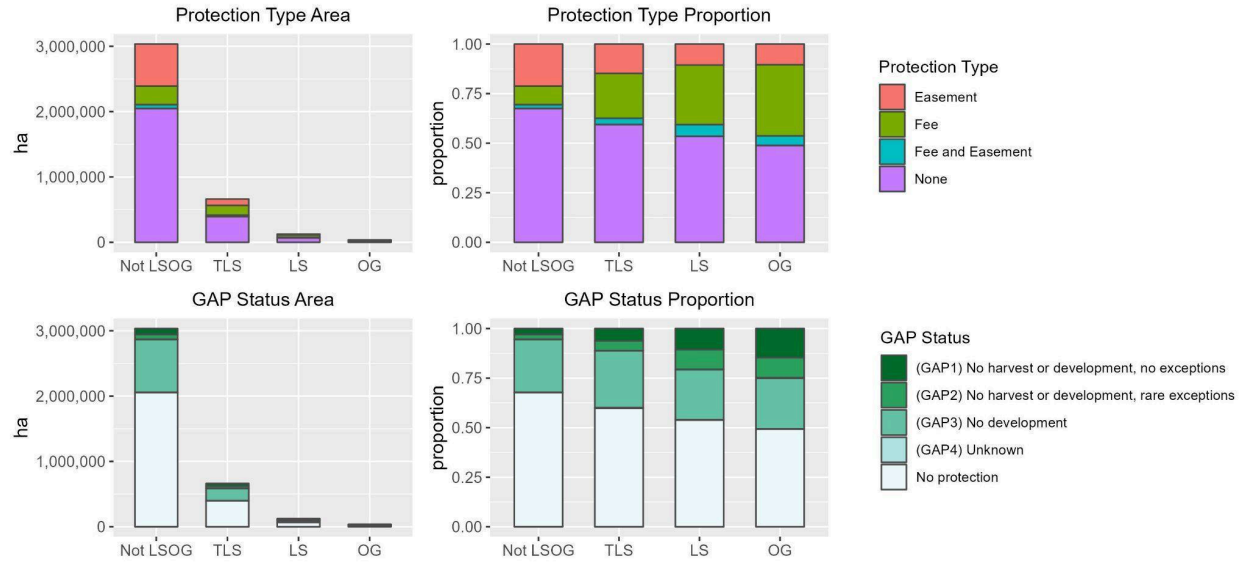 Protection Type Area
3,000,000
2,000,000
1,000,000
0
ha
Not LSOG TLS LS OG
Protection Type Proportion
1.00
0.75
0.50
0.25
0.00
proportion
Not LSOG TLS LS OG
Protection Type
Easement
Fee
Fee and Easement
None
GAP Status Area
3,000,000
2,000,000
1,000,000
0
ha
Not LSOG TLS LS OG
GAP Status Proportion
1.00
0.75
0.50
0.25
0.00
proportion
Not LSOG TLS LS OG
GAP Status
(GAP1) No harvest or development, no exceptions
(GAP2) No harvest or development, rare exceptions
(GAP3) No development
(GAP4) Unknown
No protection